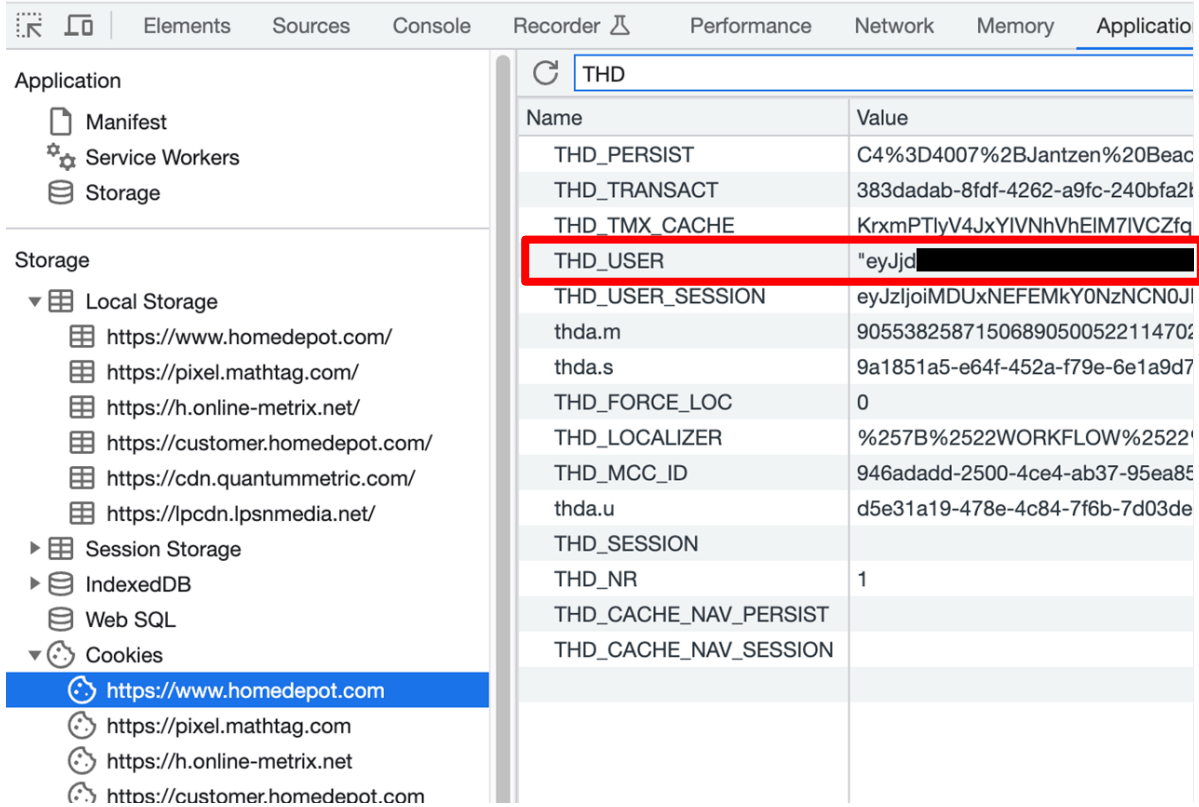 Elements Sources Console Recorder Performance Network Memory Application
Application
Manifest
Service Workers
Storage
Storage
Local Storage
https://www.homedepot.com/
https://pixel.mathtag.com/
https://h.online-metrix.net/
https://customer.homedepot.com/
https://cdn.quantummetric.com/
https://lpcdn.lpsnmedia.net/
Session Storage
IndexedDB
Web SQL
Cookies
https://www.homedepot.com
https://pixel.mathtag.com
https://h.online-metrix.net
https://customer.homedepot.com
THD
Name Value
THD_PERSIST C4%3D4007%2BJantzen%20Beac
THD_TRANSACT 383dadab-8fdf-4262-a9fc-240bfa2b
THD_TMX_CACHE
THD_USER "eyJjd
THD_USER_SESSION
thda.m 90553825871506890500522114702
thda.s 9a1851a5-e64f-452a-f79e-6e1a9d7
THD_FORCE_LOC 0
THD_LOCALIZER %257B%2522WORKFLOW%2522%
THD_MCC_ID 946adadd-2500-4ce4-ab37-95ea85
thda.u d5e31a19-478e-4c84-7f6b-7d03de
THD_SESSION
THD_NR 1
THD_CACHE_NAV_PERSIST
THD_CACHE_NAV_SESSION